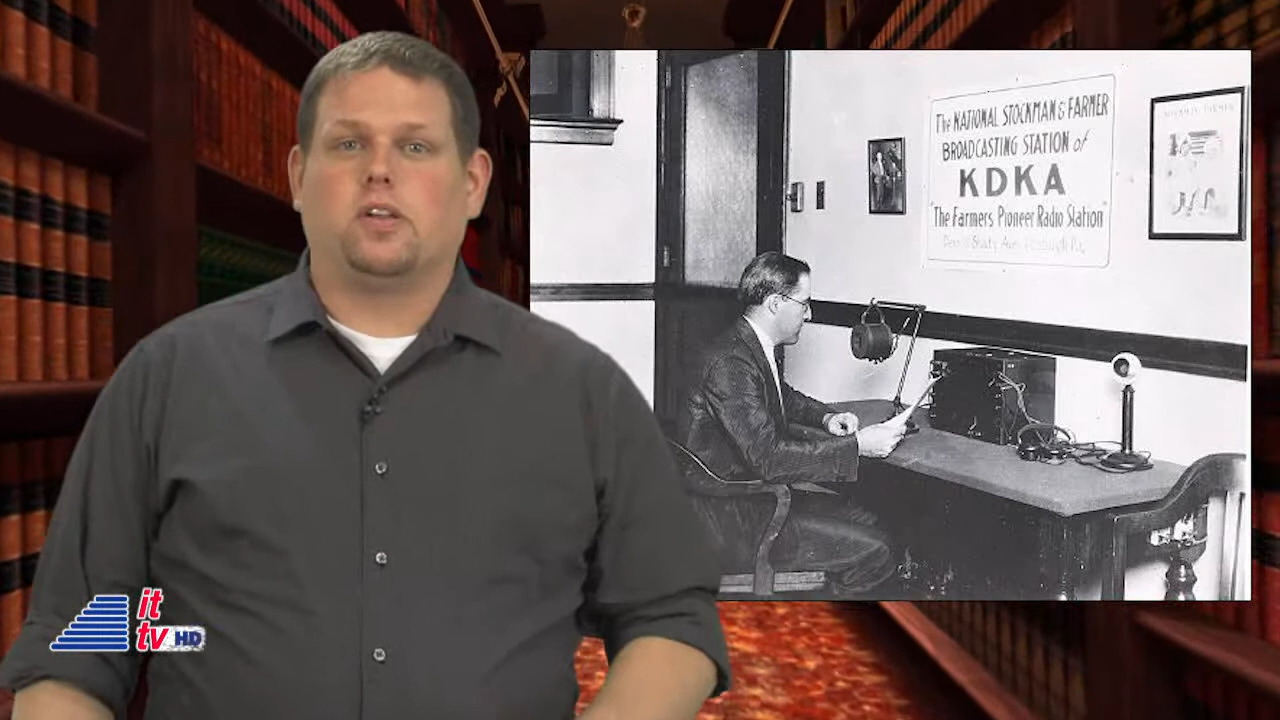 The NATIONAL STOCKMAN & FARMER
BROADCASTING STATION of
KDKA
"The Farmers Pioneer Radio Station"
it
tv HD